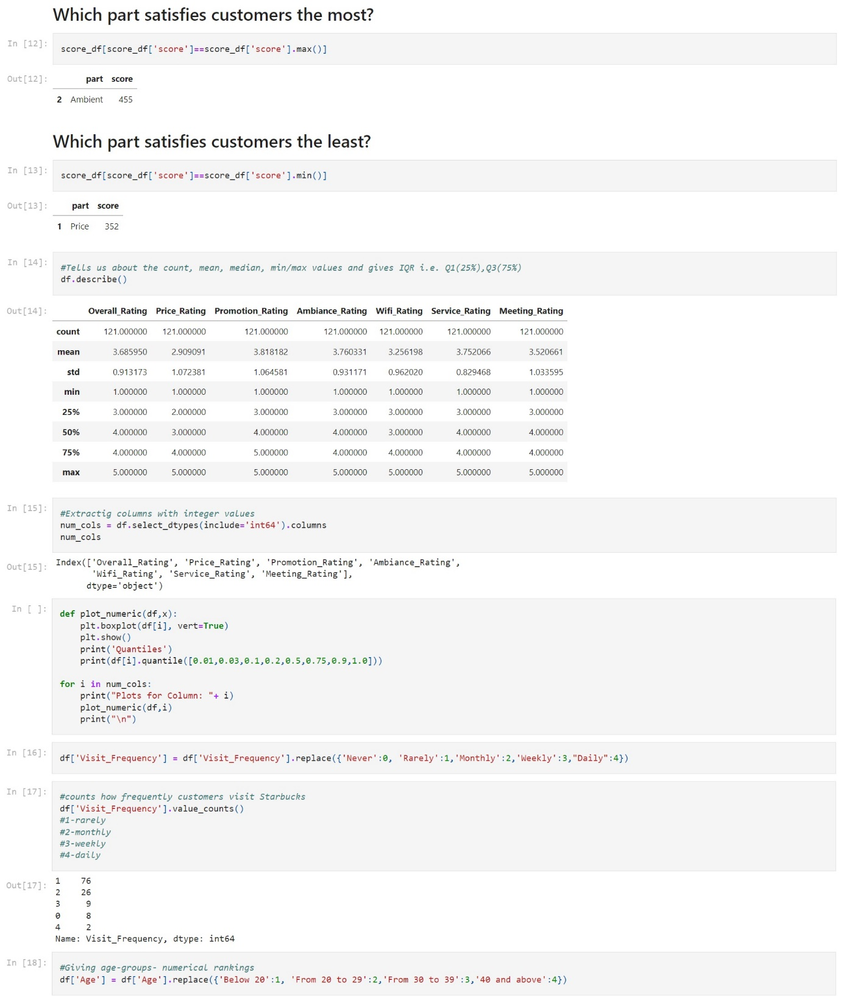 Which part satisfies customers the most?
In [12]: score_df[score_df['score']==score_df['score'].max()]
Out[12]: part score
2 Ambient 455
Which part satisfies customers the least?
In [13]: score_df[score_df['score']==score_df['score'].min()]
Out[13]: part score
1 Price 352
In [14]: #Tells us about the count, mean, median, min/max values and gives IQR i.e. Q1(25%),Q3(75%)
df.describe()
Out[14]: Overall_Rating Price_Rating Promotion_Rating Ambiance_Rating Wifi_Rating Service_Rating Meeting_Rating
count 121.000000 121.000000 121.000000 121.000000 121.000000 121.000000 121.000000
mean 3.685950 2.909091 3.818182 3.760331 3.256198 3.752066 3.520661
std 0.913173 1.072381 1.064581 0.931171 0.962020 0.829468 1.033595
min 1.000000 1.000000 1.000000 1.000000 1.000000 1.000000 1.000000
25% 3.000000 2.000000 3.000000 3.000000 3.000000 3.000000 3.000000
50% 4.000000 3.000000 4.000000 4.000000 3.000000 4.000000 4.000000
75% 4.000000 4.000000 5.000000 4.000000 4.000000 4.000000 4.000000
max 5.000000 5.000000 5.000000 5.000000 5.000000 5.000000 5.000000
In [15]: #Extractig columns with integer values
num_cols = df.select_dtypes(include='int64').columns
num_cols
Out[15]: Index(['Overall_Rating', 'Price_Rating', 'Promotion_Rating', 'Ambiance_Rating',
'Wifi_Rating', 'Service_Rating', 'Meeting_Rating'],
dtype='object')
In [ ]: def plot_numeric(df,x):
plt.boxplot(df[i], vert=True)
plt.show()
print('Quantiles')
print(df[i].quantile([0.01,0.03,0.1,0.2,0.5,0.75,0.9,1.0]))
for i in num_cols:
print("Plots for Column: "+ i)
plot_numeric(df,i)
print("\n")
In [16]: df['Visit_Frequency'] = df['Visit_Frequency'].replace({'Never':0, 'Rarely':1,'Monthly':2,'Weekly':3,"Daily":4})
In [17]: #counts how frequently customers visit Starbucks
df['Visit_Frequency'].value_counts()
#1-rarely
#2-monthly
#3-weekly
#4-daily
Out[17]: 1 76
2 26
3 9
0 8
4 2
Name: Visit_Frequency, dtype: int64
In [18]: #Giving age-groups- numerical rankings
df['Age'] = df['Age'].replace({'Below 20':1, 'From 20 to 29':2,'From 30 to 39':3,'40 and above':4})